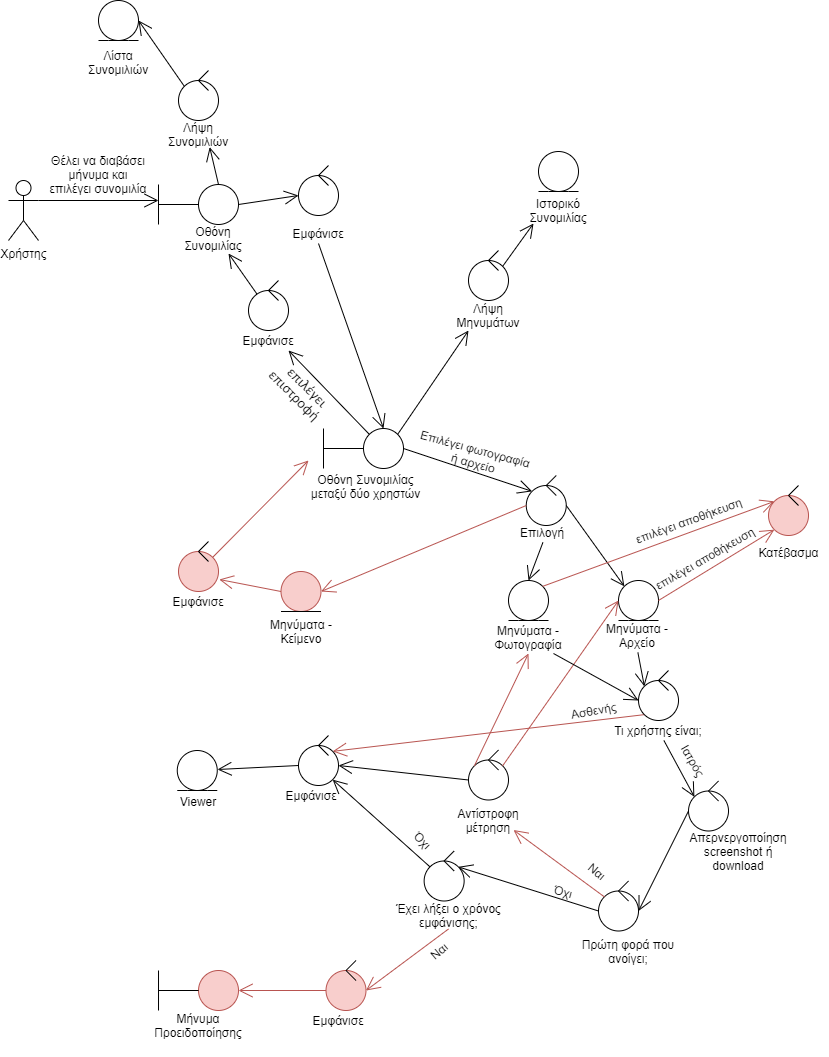 Λίστα
Συνομιλιών
Λήψη
Συνομιλιών
Θέλει να διαβάσει
μήνυμα και
επιλέγει συνομιλία
Χρήστης
Οθόνη
Συνομιλίας
Εμφάνισε
Ιστορικό
Συνομιλίας
Λήψη
Μηνυμάτων
Εμφάνισε
επιλέγει
επιστροφή
Επιλέγει φωτογραφία
ή αρχείο
Οθόνη Συνομιλίας
μεταξύ δύο χρηστών
Επιλογή
επιλέγει αποθήκευση
επιλέγει αποθήκευση
Κατέβασμα
Εμφάνισε
Μηνύματα -
Κείμενο
Μηνύματα -
Φωτογραφία
Μηνύματα -
Αρχείο
Ασθενής
Τι χρήστης είναι;
Ιατρός
Viewer
Εμφάνισε
Αντίστροφη
μέτρηση
Απερνεργοποίηση
screenshot ή
download
Όχι
Ναι
Όχι
Έχει λήξει ο χρόνος
εμφάνισης;
Πρώτη φορά που
ανοίγει;
Ναι
Μήνυμα
Προειδοποίησης
Εμφάνισε